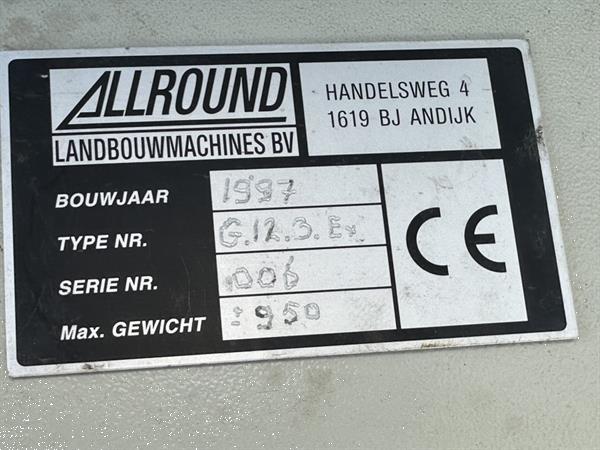 ALLROUND
LANDBOUWMACHINES BV
HANDELSWEG 4
1619 BJ ANDIJK
BOUWJAAR 1997
TYPE NR. G.12.3.Ex
SERIE NR. 006
Max. GEWICHT ± 950
CE